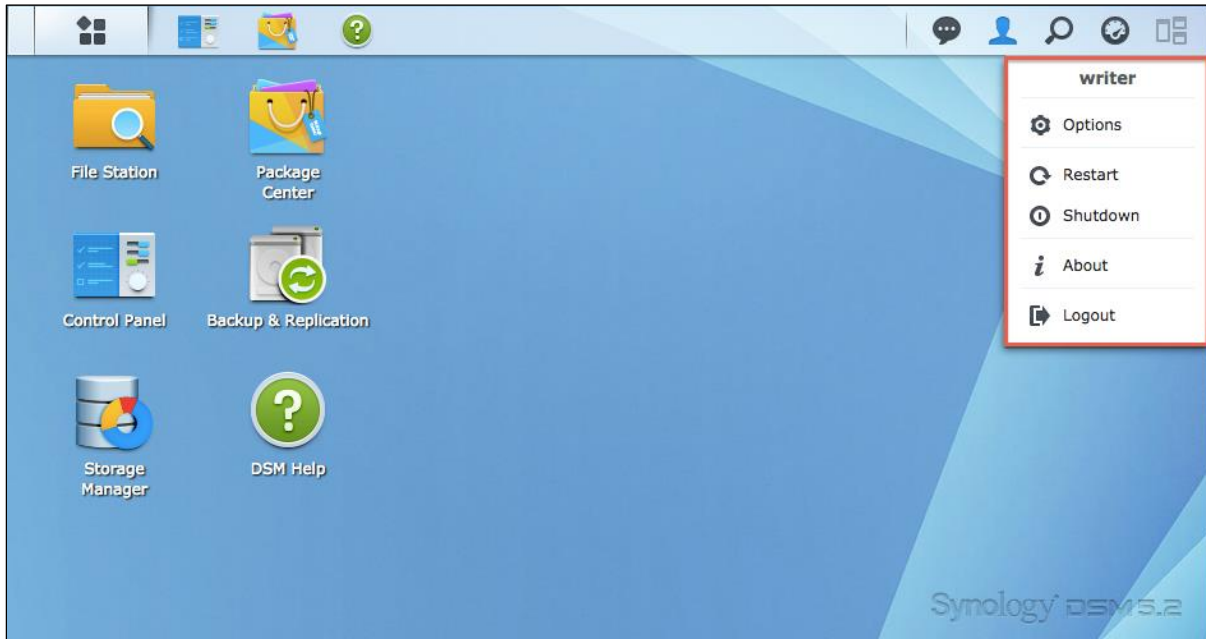 writer
Options
Restart
Shutdown
About
Logout
File Station
Package
Center
Control Panel
Backup & Replication
Storage
Manager
DSM Help
Synology DSM 5.2